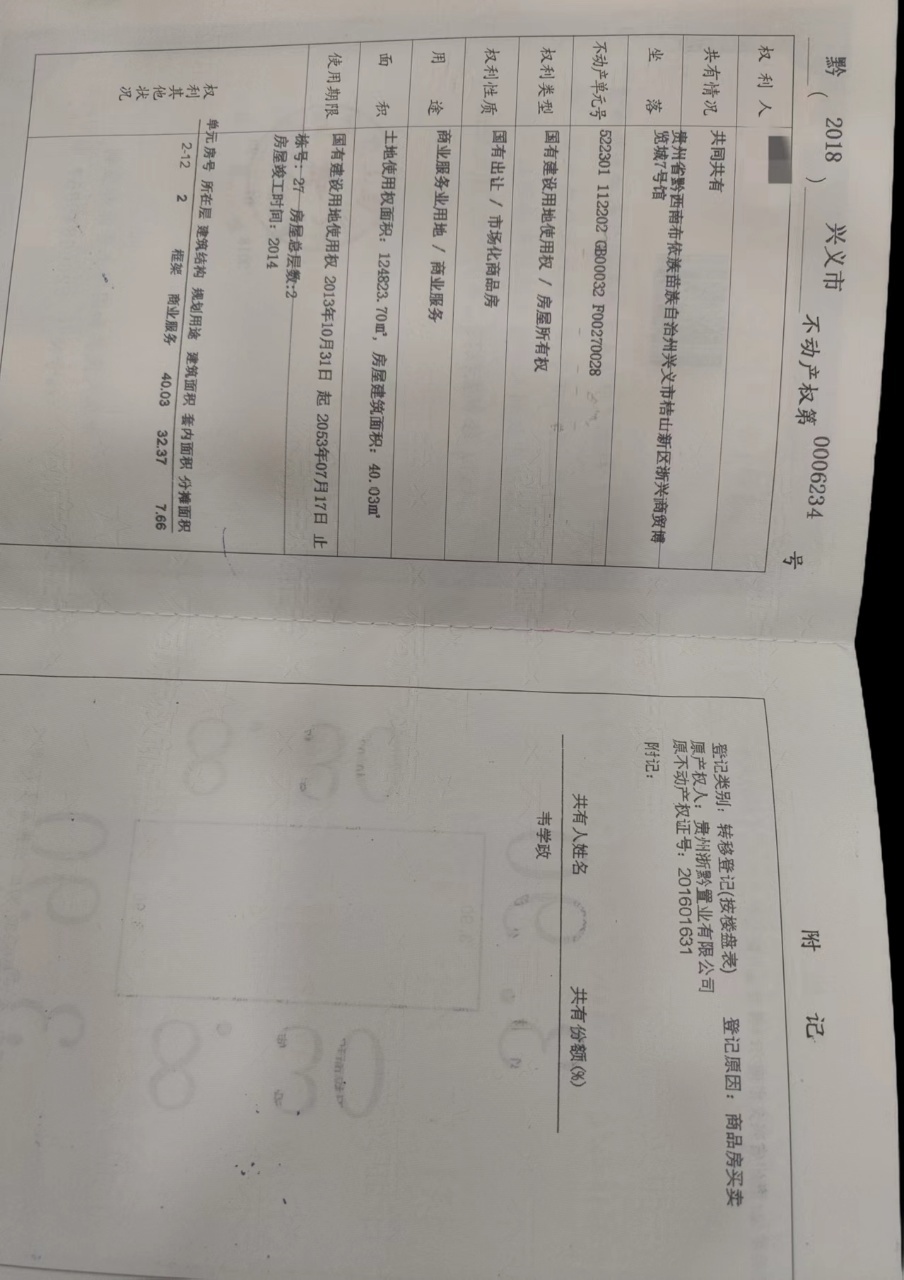 黔 ( 2018 ) 兴义市 不动产权第 0006234 号
权利人
共有情况 共同共有
坐落 贵州省黔西南布依族苗族自治州兴义市桔山新区浙兴商贸博
览城7号馆
不动产单元号 522301 112202 GB00032 F00270028
权利类型 国有建设用地使用权 / 房屋所有权
权利性质 国有出让 / 市场化商品房
用途 商业服务业用地 / 商业服务
面积 土地使用权面积: 124823.70㎡, 房屋建筑面积: 40.03㎡
使用期限 国有建设用地使用权 2013年10月31日 起 2053年07月17日 止
权利其他状况
栋号: 27 房屋总层数:2
房屋竣工时间: 2014
单元房号 所在层 建筑结构 规划用途 建筑面积 套内面积 分摊面积
2-12 2 框架 商业服务 40.03 32.37 7.66
附记
登记类别: 转移登记(按楼盘表) 登记原因: 商品房买卖
原产权人: 贵州浙黔置业有限公司
原不动产权证号: 201601631
附记:
共有人姓名 共有份额(%)
韦学政